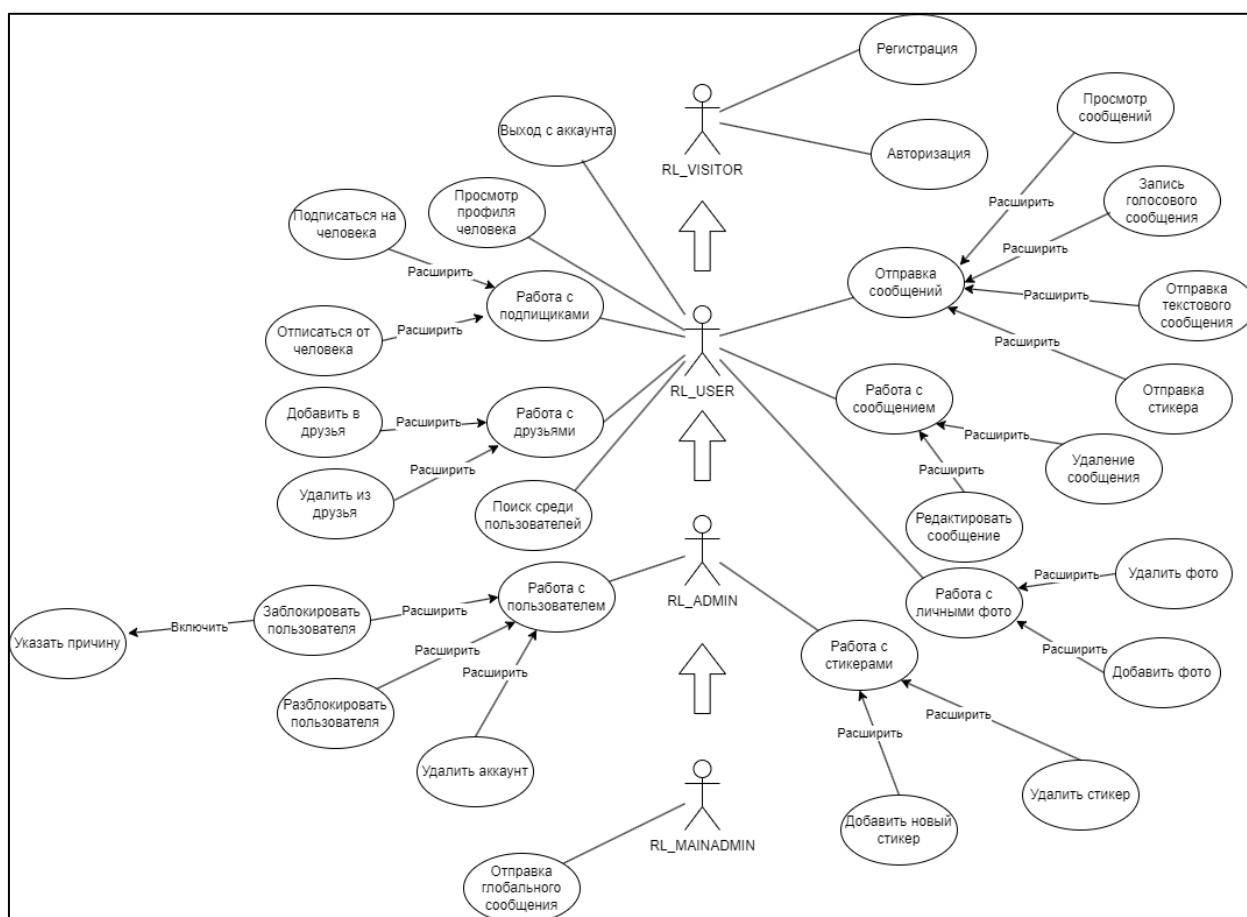 Регистрация
Просмотр
сообщений
Выход с аккаунта
Авторизация
RL_VISITOR
Просмотр
профиля
человека
Подписаться на
человека
Расширить
Запись
голосового
сообщения
Расширить
Расширить
Работа с
подпищиками
Отправка
сообщений
Расширить
Отправка
текстового
сообщения
Отписаться от
человека
Расширить
Расширить
RL_USER
Добавить в
друзья
Расширить
Работа с
друзьями
Работа с
сообщением
Отправка
стикера
Расширить
Удаление
сообщения
Удалить из
друзья
Расширить
Расширить
Поиск среди
пользователей
Редактировать
сообщение
RL_ADMIN
Работа с
пользователем
Работа с
личными фото
Расширить
Удалить фото
Указать причину
Включить
Заблокировать
пользователя
Расширить
Расширить
Добавить фото
Работа с
стикерами
Расширить
Расширить
Разблокировать
пользователя
Расширить
Расширить
Удалить аккаунт
Удалить стикер
Добавить новый
стикер
RL_MAINADMIN
Отправка
глобального
сообщения